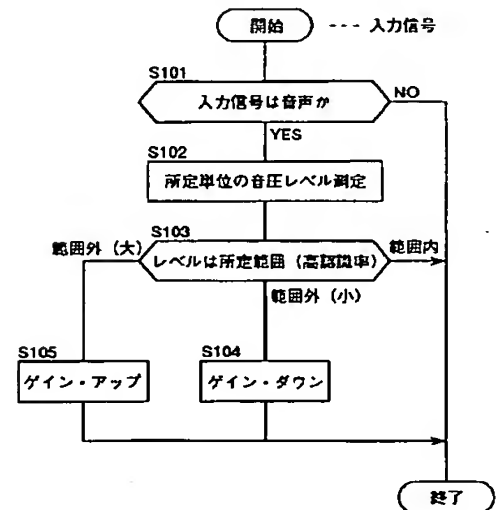 開始 --- 入力信号
S101
入力信号は音声か
NO
YES
S102
所定単位の音圧レベル測定
S103
範囲外（大）
レベルは所定範囲（高認識率）
範囲内
範囲外（小）
S105
S104
ゲイン・アップ
ゲイン・ダウン
終了